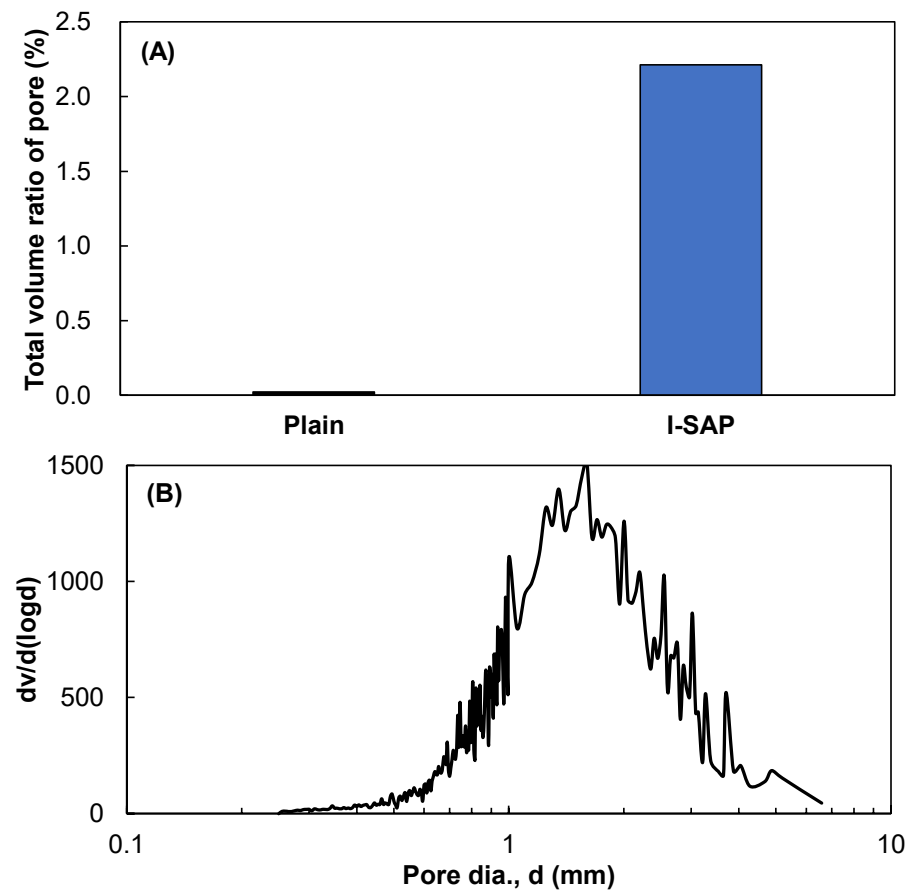 (A)
Total volume ratio of pore (%)
2.5
2.0
1.5
1.0
0.5
0.0
Plain
I-SAP
(B)
dv/d(logd)
1500
1000
500
0
0.1
1
10
Pore dia., d (mm)